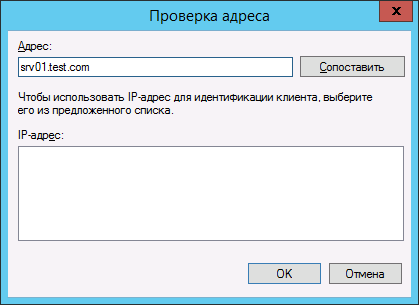 Проверка адреса
Адрес:
srv01.test.com
Сопоставить
Чтобы использовать IP-адрес для идентификации клиента, выберите
его из предложенного списка.
IP-адрес:
OK
Отмена